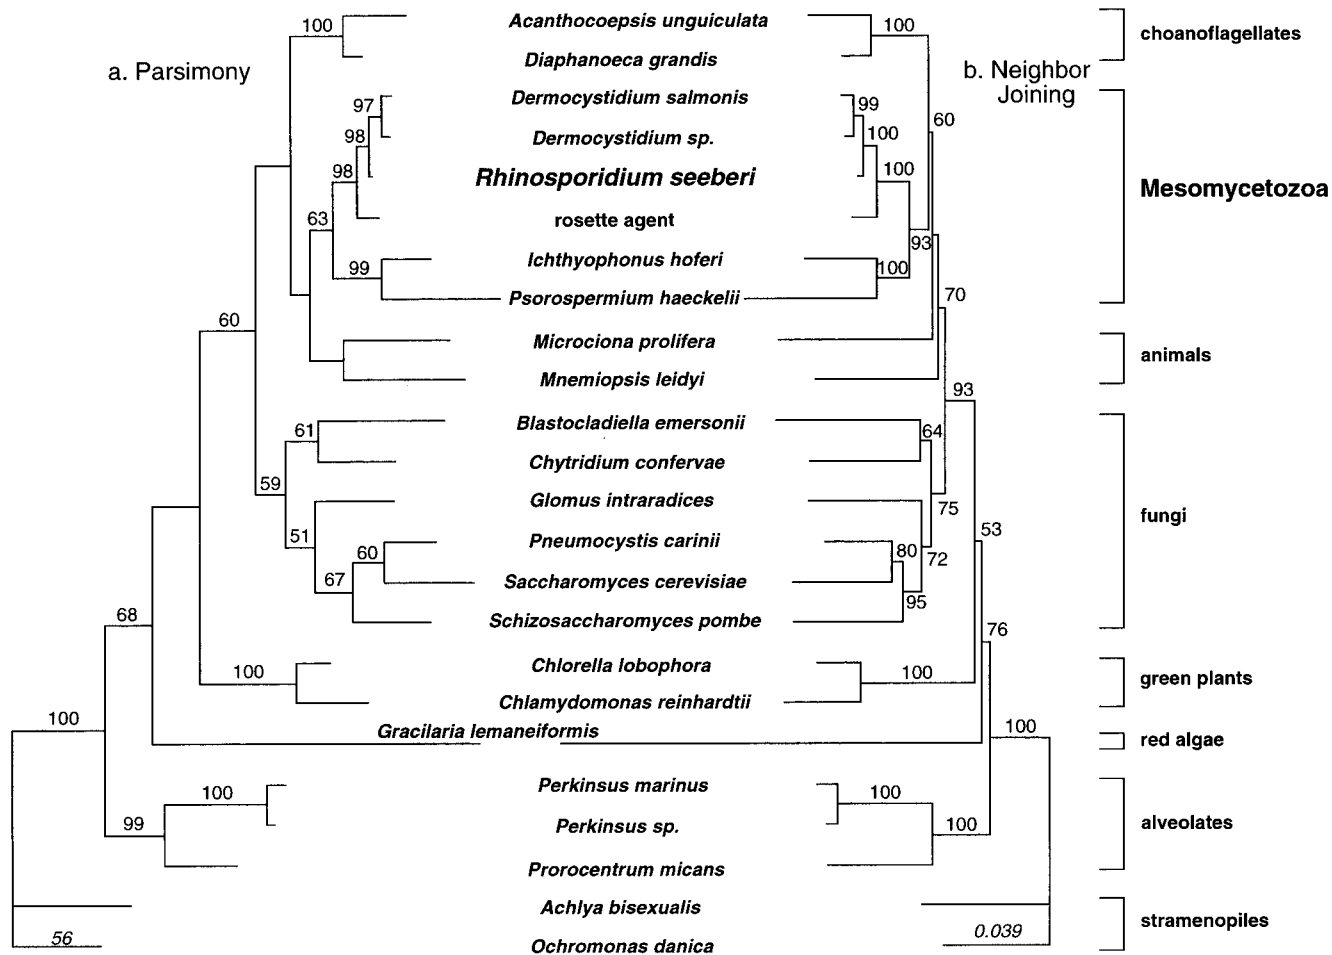 100 Acanthocoepsis unguiculata 100 choanoflagellates
a. Parsimony Diaphanoeca grandis b. Neighbor
Joining
97 Dermocystidium salmonis 99
60
98 Dermocystidium sp. 100
98 Rhinosporidium seeberi 100 Mesomycetozoa
63 rosette agent
93
99 Ichthyophonus hoferi 100
Psorospermium haeckelii 70
60 Microciona prolifera animals
Mnemiopsis leidyi 93
61 Blastocladiella emersonii 64
Chytridium confervae
59 Glomus intraradices 75 fungi
51 Pneumocystis carinii 80 72 53
60
67 Saccharomyces cerevisiae 95
68 Schizosaccharomyces pombe 76
100 Chlorella lobophora 100 green plants
Chlamydomonas reinhardtii
100 Gracilaria lemaneiformis 100 red algae
100 Perkinsus marinus 100
99 Perkinsus sp. 100 alveolates
Prorocentrum micans
Achlya bisexualis stramenopiles
56 Ochromonas danica 0.039